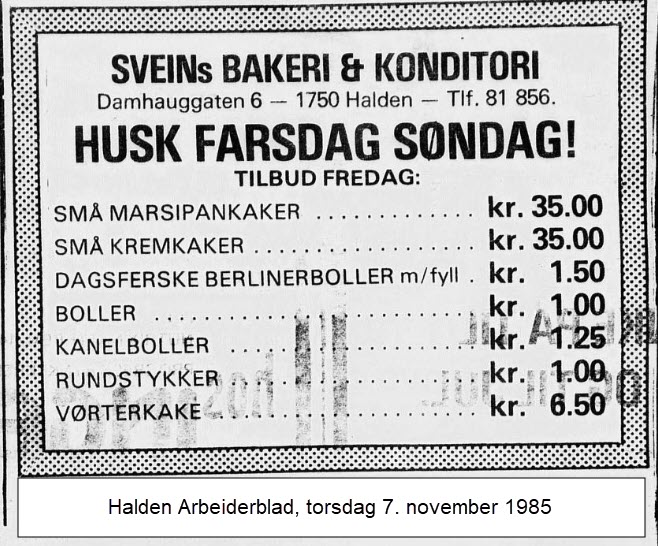 SVEINs BAKERI & KONDITORI
Damhauggaten 6 — 1750 Halden — Tlf. 81 856.
HUSK FARSDAG SØNDAG!
TILBUD FREDAG:
SMÅ MARSIPANKAKER . . . . . . . . . . . . . kr. 35.00
SMÅ KREMKAKER . . . . . . . . . . . . . . . . . . kr. 35.00
DAGSFERSKE BERLINERBOLLER m/fyll . kr. 1.50
BOLLER . . . . . . . . . . . . . . . . . . . . . . . . . . kr. 1.00
KANELBOLLER . . . . . . . . . . . . . . . . . . . kr. 1.25
RUNDSTYKKER . . . . . . . . . . . . . . . . . . . . kr. 1.00
VØRTERKAKE . . . . . . . . . . . . . . . . . . . . . kr. 6.50
Halden Arbeiderblad, torsdag 7. november 1985